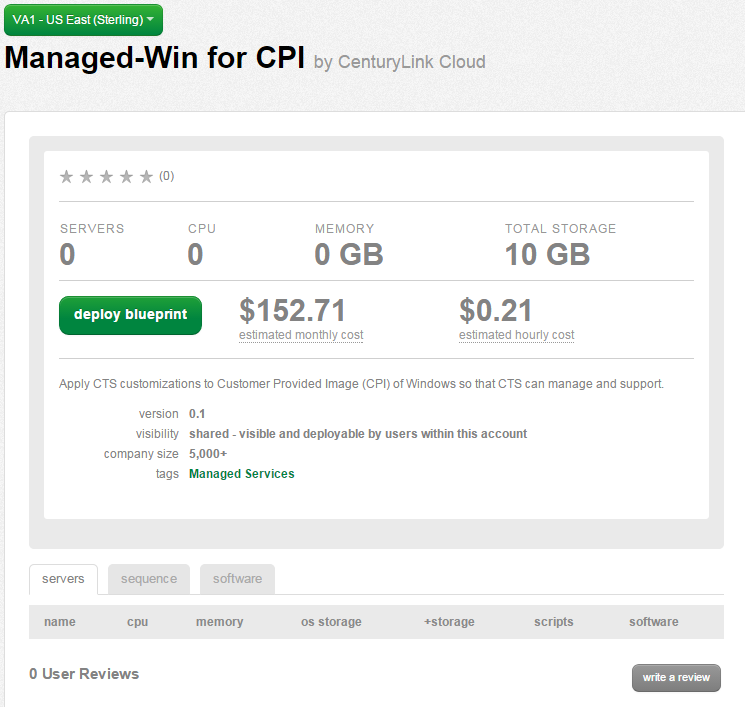 VA1 - US East (Sterling)
Managed-Win for CPI by CenturyLink Cloud
(0)
SERVERS CPU MEMORY TOTAL STORAGE
0 0 0 GB 10 GB
deploy blueprint $152.71 $0.21
estimated monthly cost estimated hourly cost
Apply CTS customizations to Customer Provided Image (CPI) of Windows so that CTS can manage and support.
version 0.1
visibility shared - visible and deployable by users within this account
company size 5,000+
tags Managed Services
servers sequence software
name cpu memory os storage +storage scripts software
0 User Reviews write a review